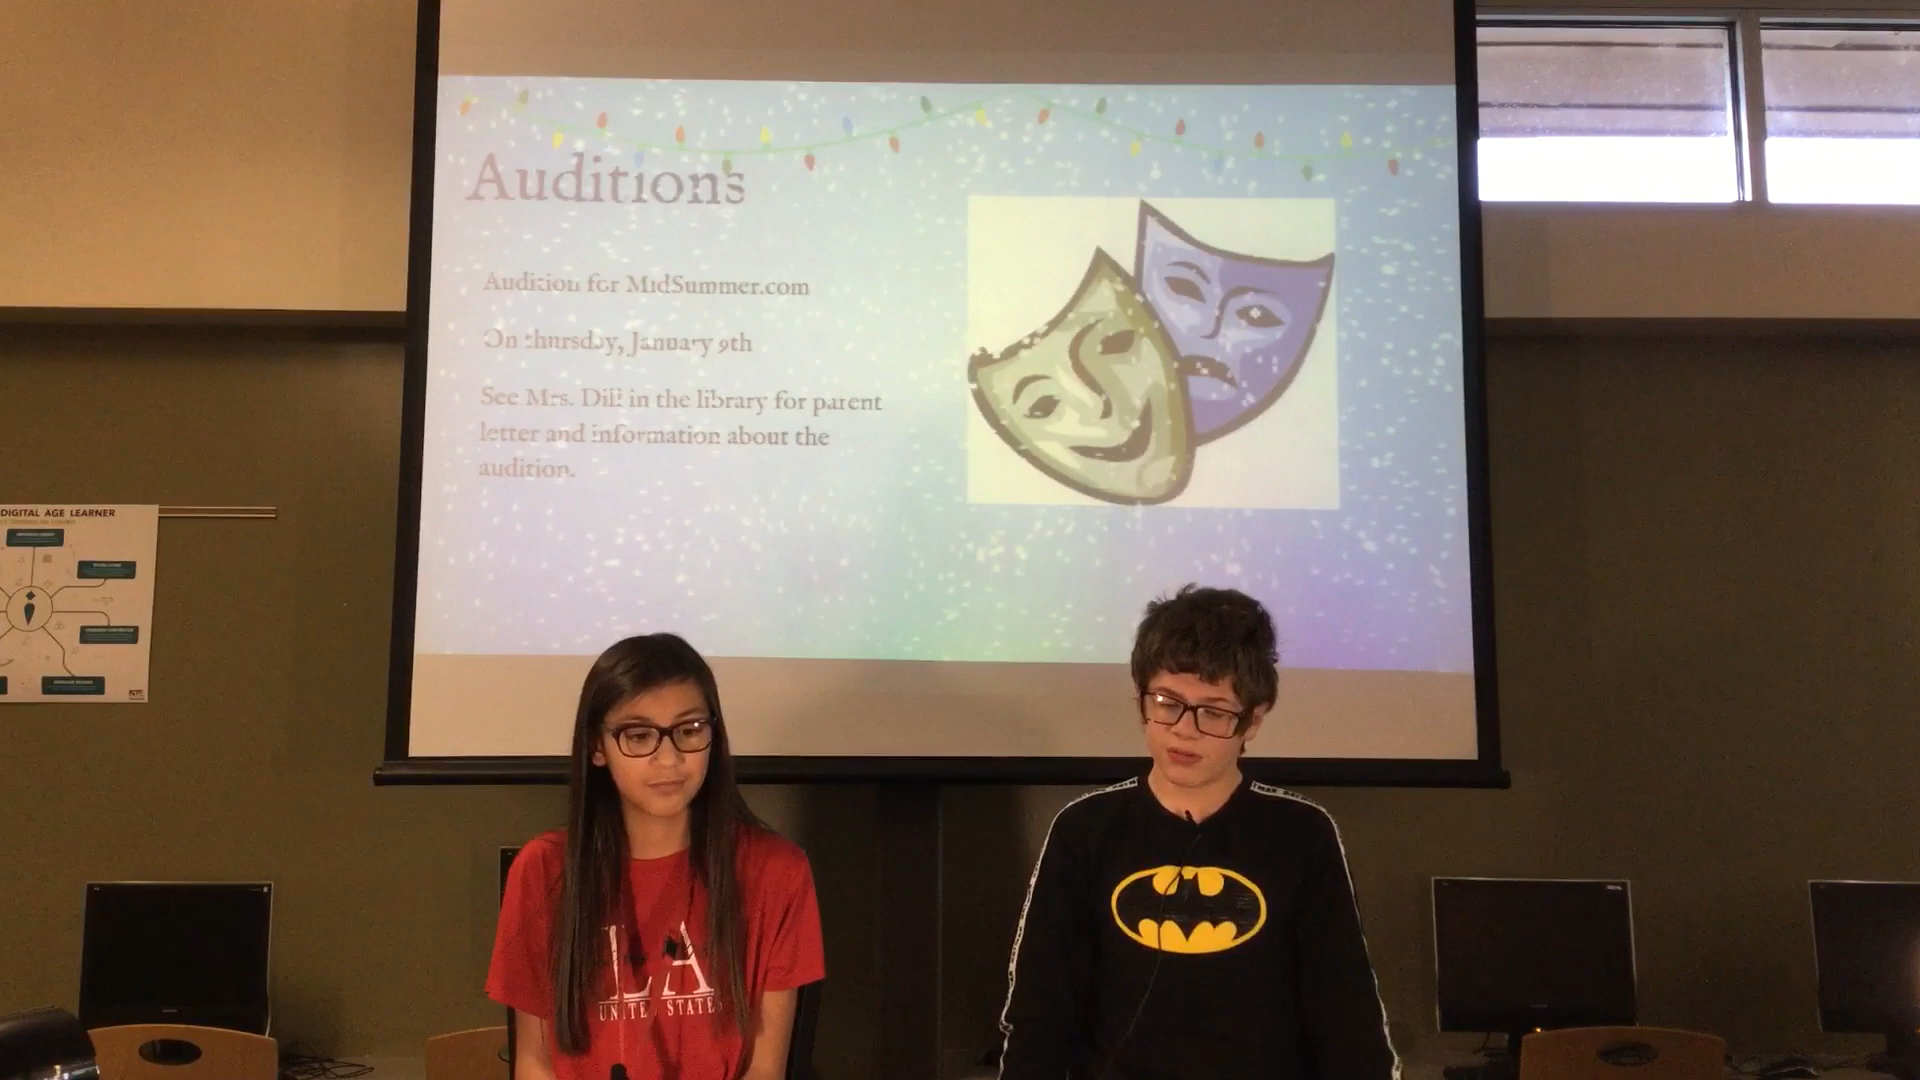 Auditions
Audition for MidSummer.com
On thursday, January 9th
See Mrs. Dill in the library for parent
letter and information about the
audition.
DIGITAL AGE LEARNER
LA
UNITED STATES